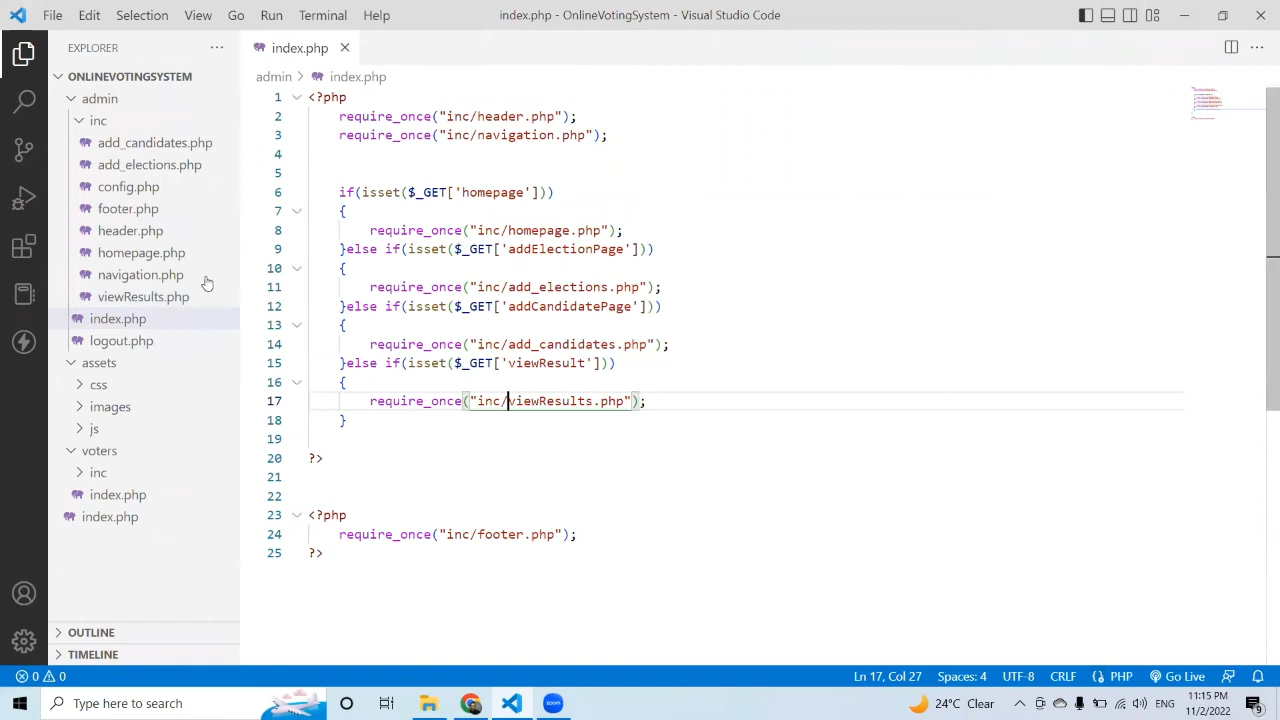 File Edit Selection View Go Run Terminal Help index.php - OnlineVotingSystem - Visual Studio Code
EXPLORER
ONLINEVOTINGSYSTEM
admin
inc
add_candidates.php
add_elections.php
config.php
footer.php
header.php
homepage.php
navigation.php
viewResults.php
index.php
logout.php
assets
css
images
js
voters
inc
index.php
index.php
OUTLINE
TIMELINE
index.php
admin > index.php
1 <?php
2 require_once("inc/header.php");
3 require_once("inc/navigation.php");
4
5
6 if(isset($_GET['homepage']))
7 {
8 require_once("inc/homepage.php");
9 }else if(isset($_GET['addElectionPage']))
10 {
11 require_once("inc/add_elections.php");
12 }else if(isset($_GET['addCandidatePage']))
13 {
14 require_once("inc/add_candidates.php");
15 }else if(isset($_GET['viewResult']))
16 {
17 require_once("inc/viewResults.php");
18 }
19
20 ?>
21
22
23 <?php
24 require_once("inc/footer.php");
25 ?>
0 0 Ln 17, Col 27 Spaces: 4 UTF-8 CRLF PHP Go Live
Type here to search zoom 24°C Clear ENG 11:15 PM
11/2/2022 9